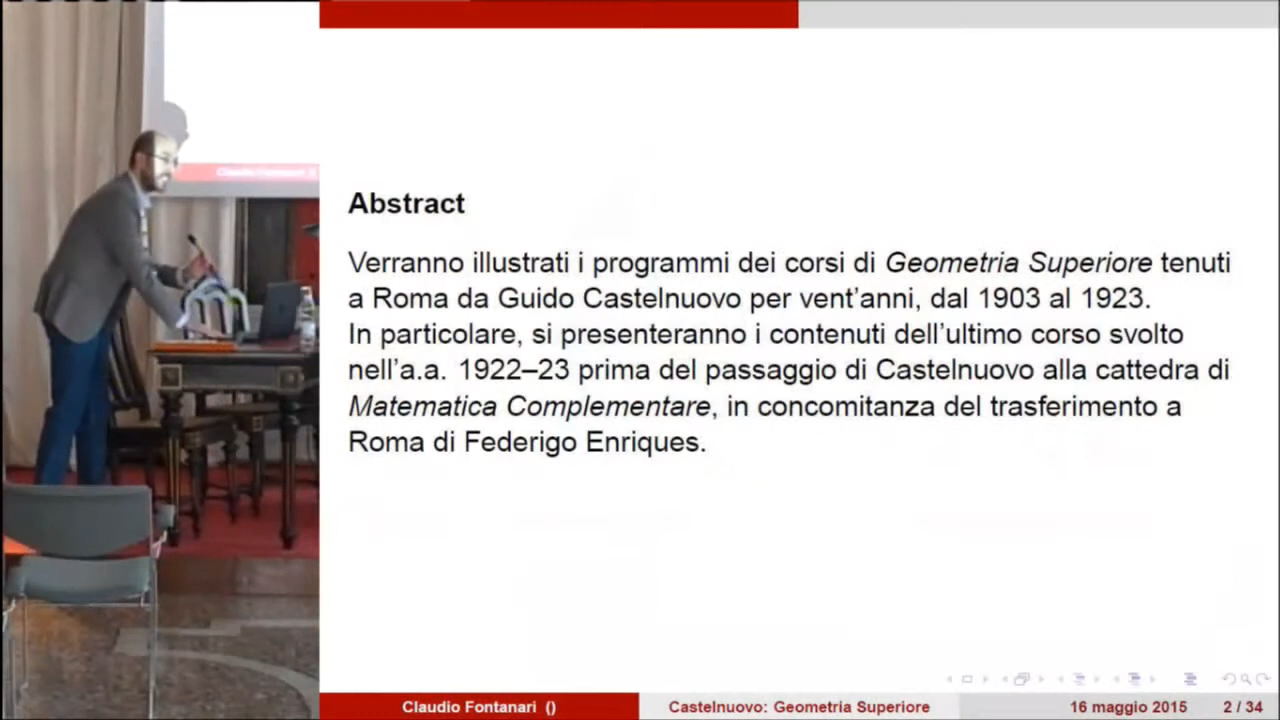 Abstract
Verranno illustrati i programmi dei corsi di Geometria Superiore tenuti
a Roma da Guido Castelnuovo per vent'anni, dal 1903 al 1923.
In particolare, si presenteranno i contenuti dell'ultimo corso svolto
nell'a.a. 1922–23 prima del passaggio di Castelnuovo alla cattedra di
Matematica Complementare, in concomitanza del trasferimento a
Roma di Federigo Enriques.
Claudio Fontanari ()
Claudio Fontanari () Castelnuovo: Geometria Superiore 16 maggio 2015 2 / 34